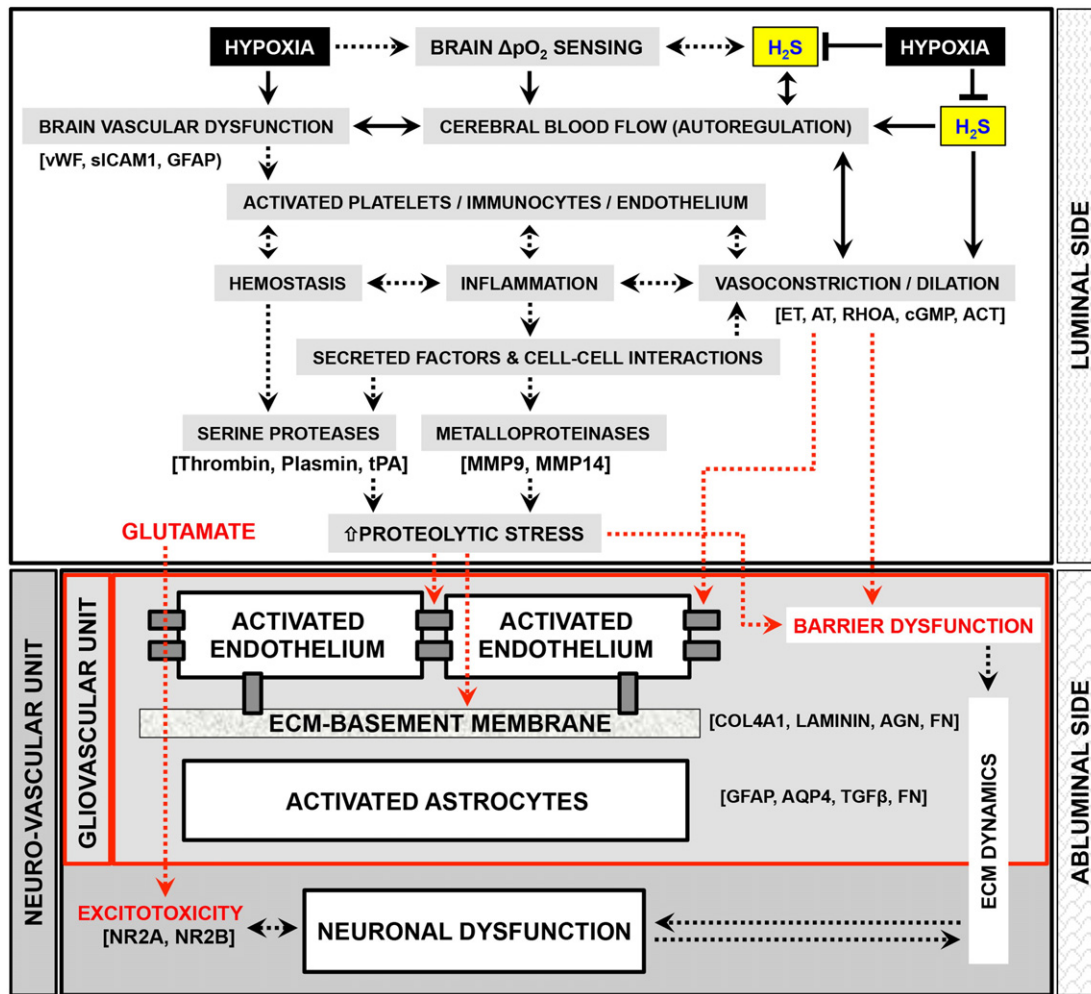 HYPOXIA
BRAIN ΔpO₂ SENSING
H₂S
HYPOXIA
BRAIN VASCULAR DYSFUNCTION
CEREBRAL BLOOD FLOW (AUTOREGULATION)
H₂S
[vWF, sICAM1, GFAP)
ACTIVATED PLATELETS / IMMUNOCYTES / ENDOTHELIUM
HEMOSTASIS
INFLAMMATION
VASOCONSTRICTION / DILATION
[ET, AT, RHOA, cGMP, ACT]
SECRETED FACTORS & CELL-CELL INTERACTIONS
SERINE PROTEASES
METALLOPROTEINASES
[Thrombin, Plasmin, tPA]
[MMP9, MMP14]
GLUTAMATE
⇧PROTEOLYTIC STRESS
LUMINAL SIDE
NEURO-VASCULAR UNIT
GLIOVASCULAR UNIT
ACTIVATED
ENDOTHELIUM
ACTIVATED
ENDOTHELIUM
BARRIER DYSFUNCTION
ECM-BASEMENT MEMBRANE
[COL4A1, LAMININ, AGN, FN]
ACTIVATED ASTROCYTES
[GFAP, AQP4, TGFβ, FN]
ECM DYNAMICS
EXCITOTOXICITY
[NR2A, NR2B]
NEURONAL DYSFUNCTION
ABLUMINAL SIDE